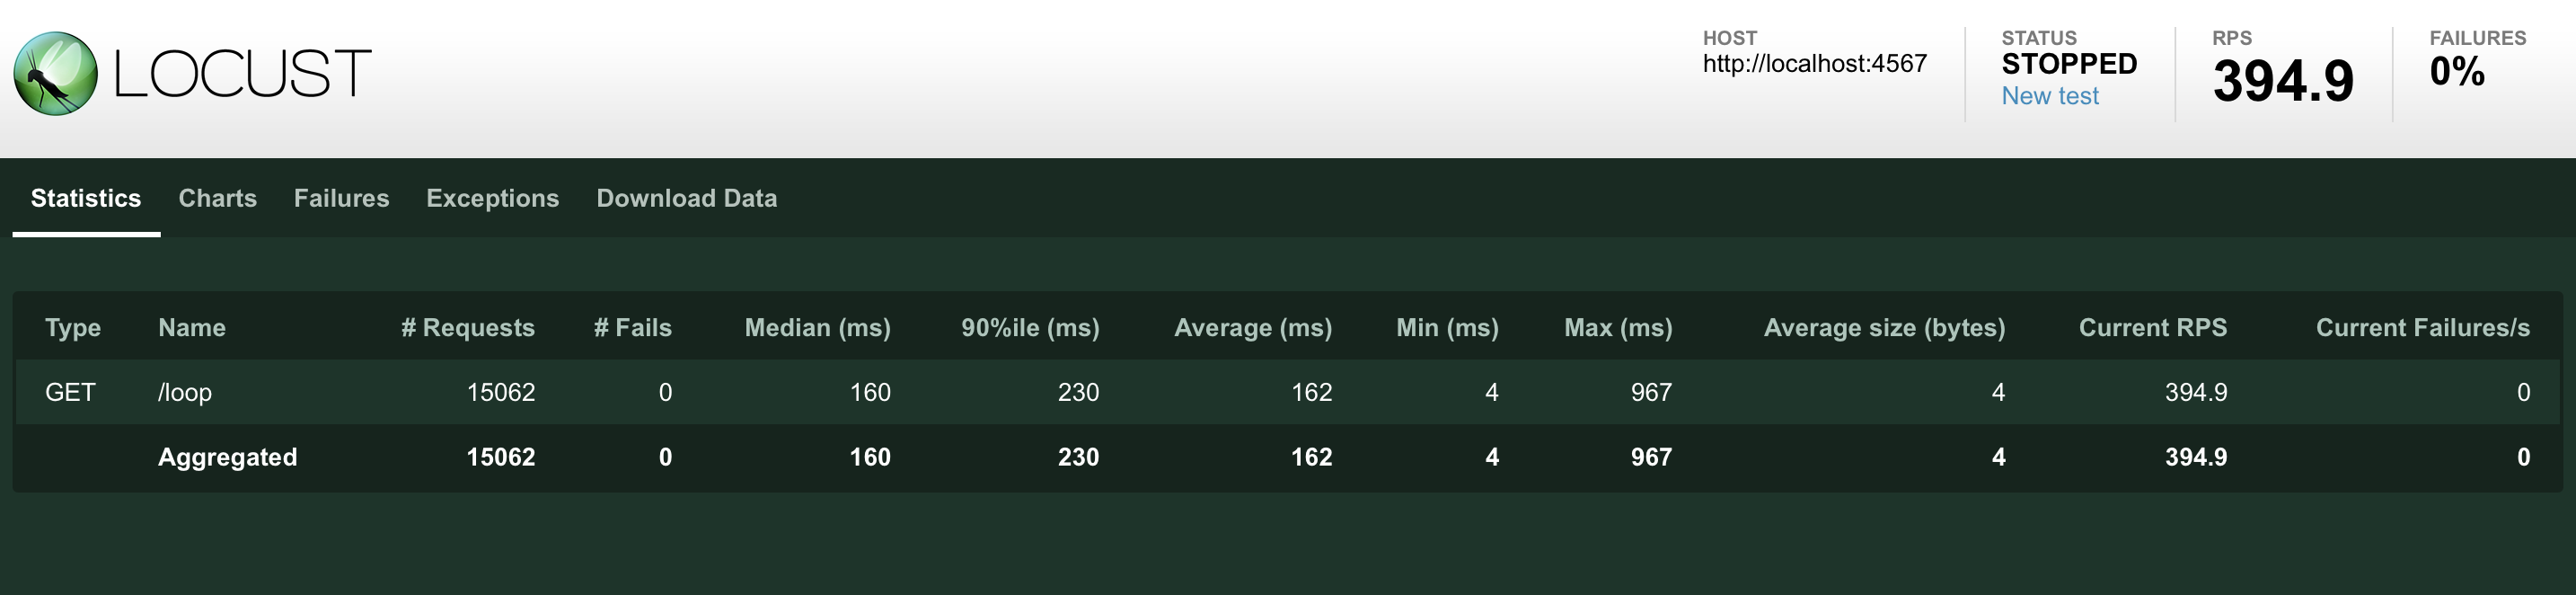 LOCUST
HOST
http://localhost:4567
STATUS
STOPPED
New test
RPS
394.9
FAILURES
0%
Statistics Charts Failures Exceptions Download Data
Type Name # Requests # Fails Median (ms) 90%ile (ms) Average (ms) Min (ms) Max (ms) Average size (bytes) Current RPS Current Failures/s
GET /loop 15062 0 160 230 162 4 967 4 394.9 0
Aggregated 15062 0 160 230 162 4 967 4 394.9 0